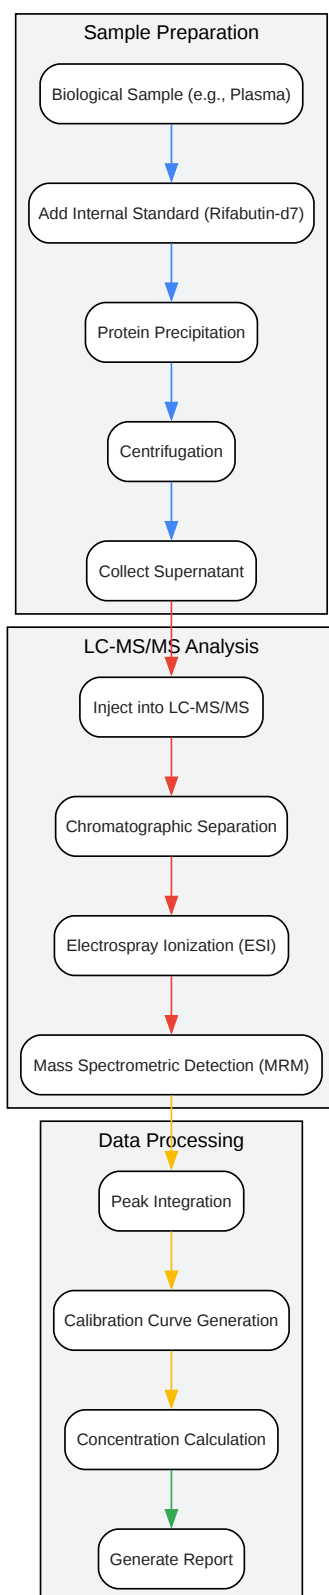 Sample Preparation
Biological Sample (e.g., Plasma)
Add Internal Standard (Rifabutin-d7)
Protein Precipitation
Centrifugation
Collect Supernatant
LC-MS/MS Analysis
Inject into LC-MS/MS
Chromatographic Separation
Electrospray Ionization (ESI)
Mass Spectrometric Detection (MRM)
Data Processing
Peak Integration
Calibration Curve Generation
Concentration Calculation
Generate Report